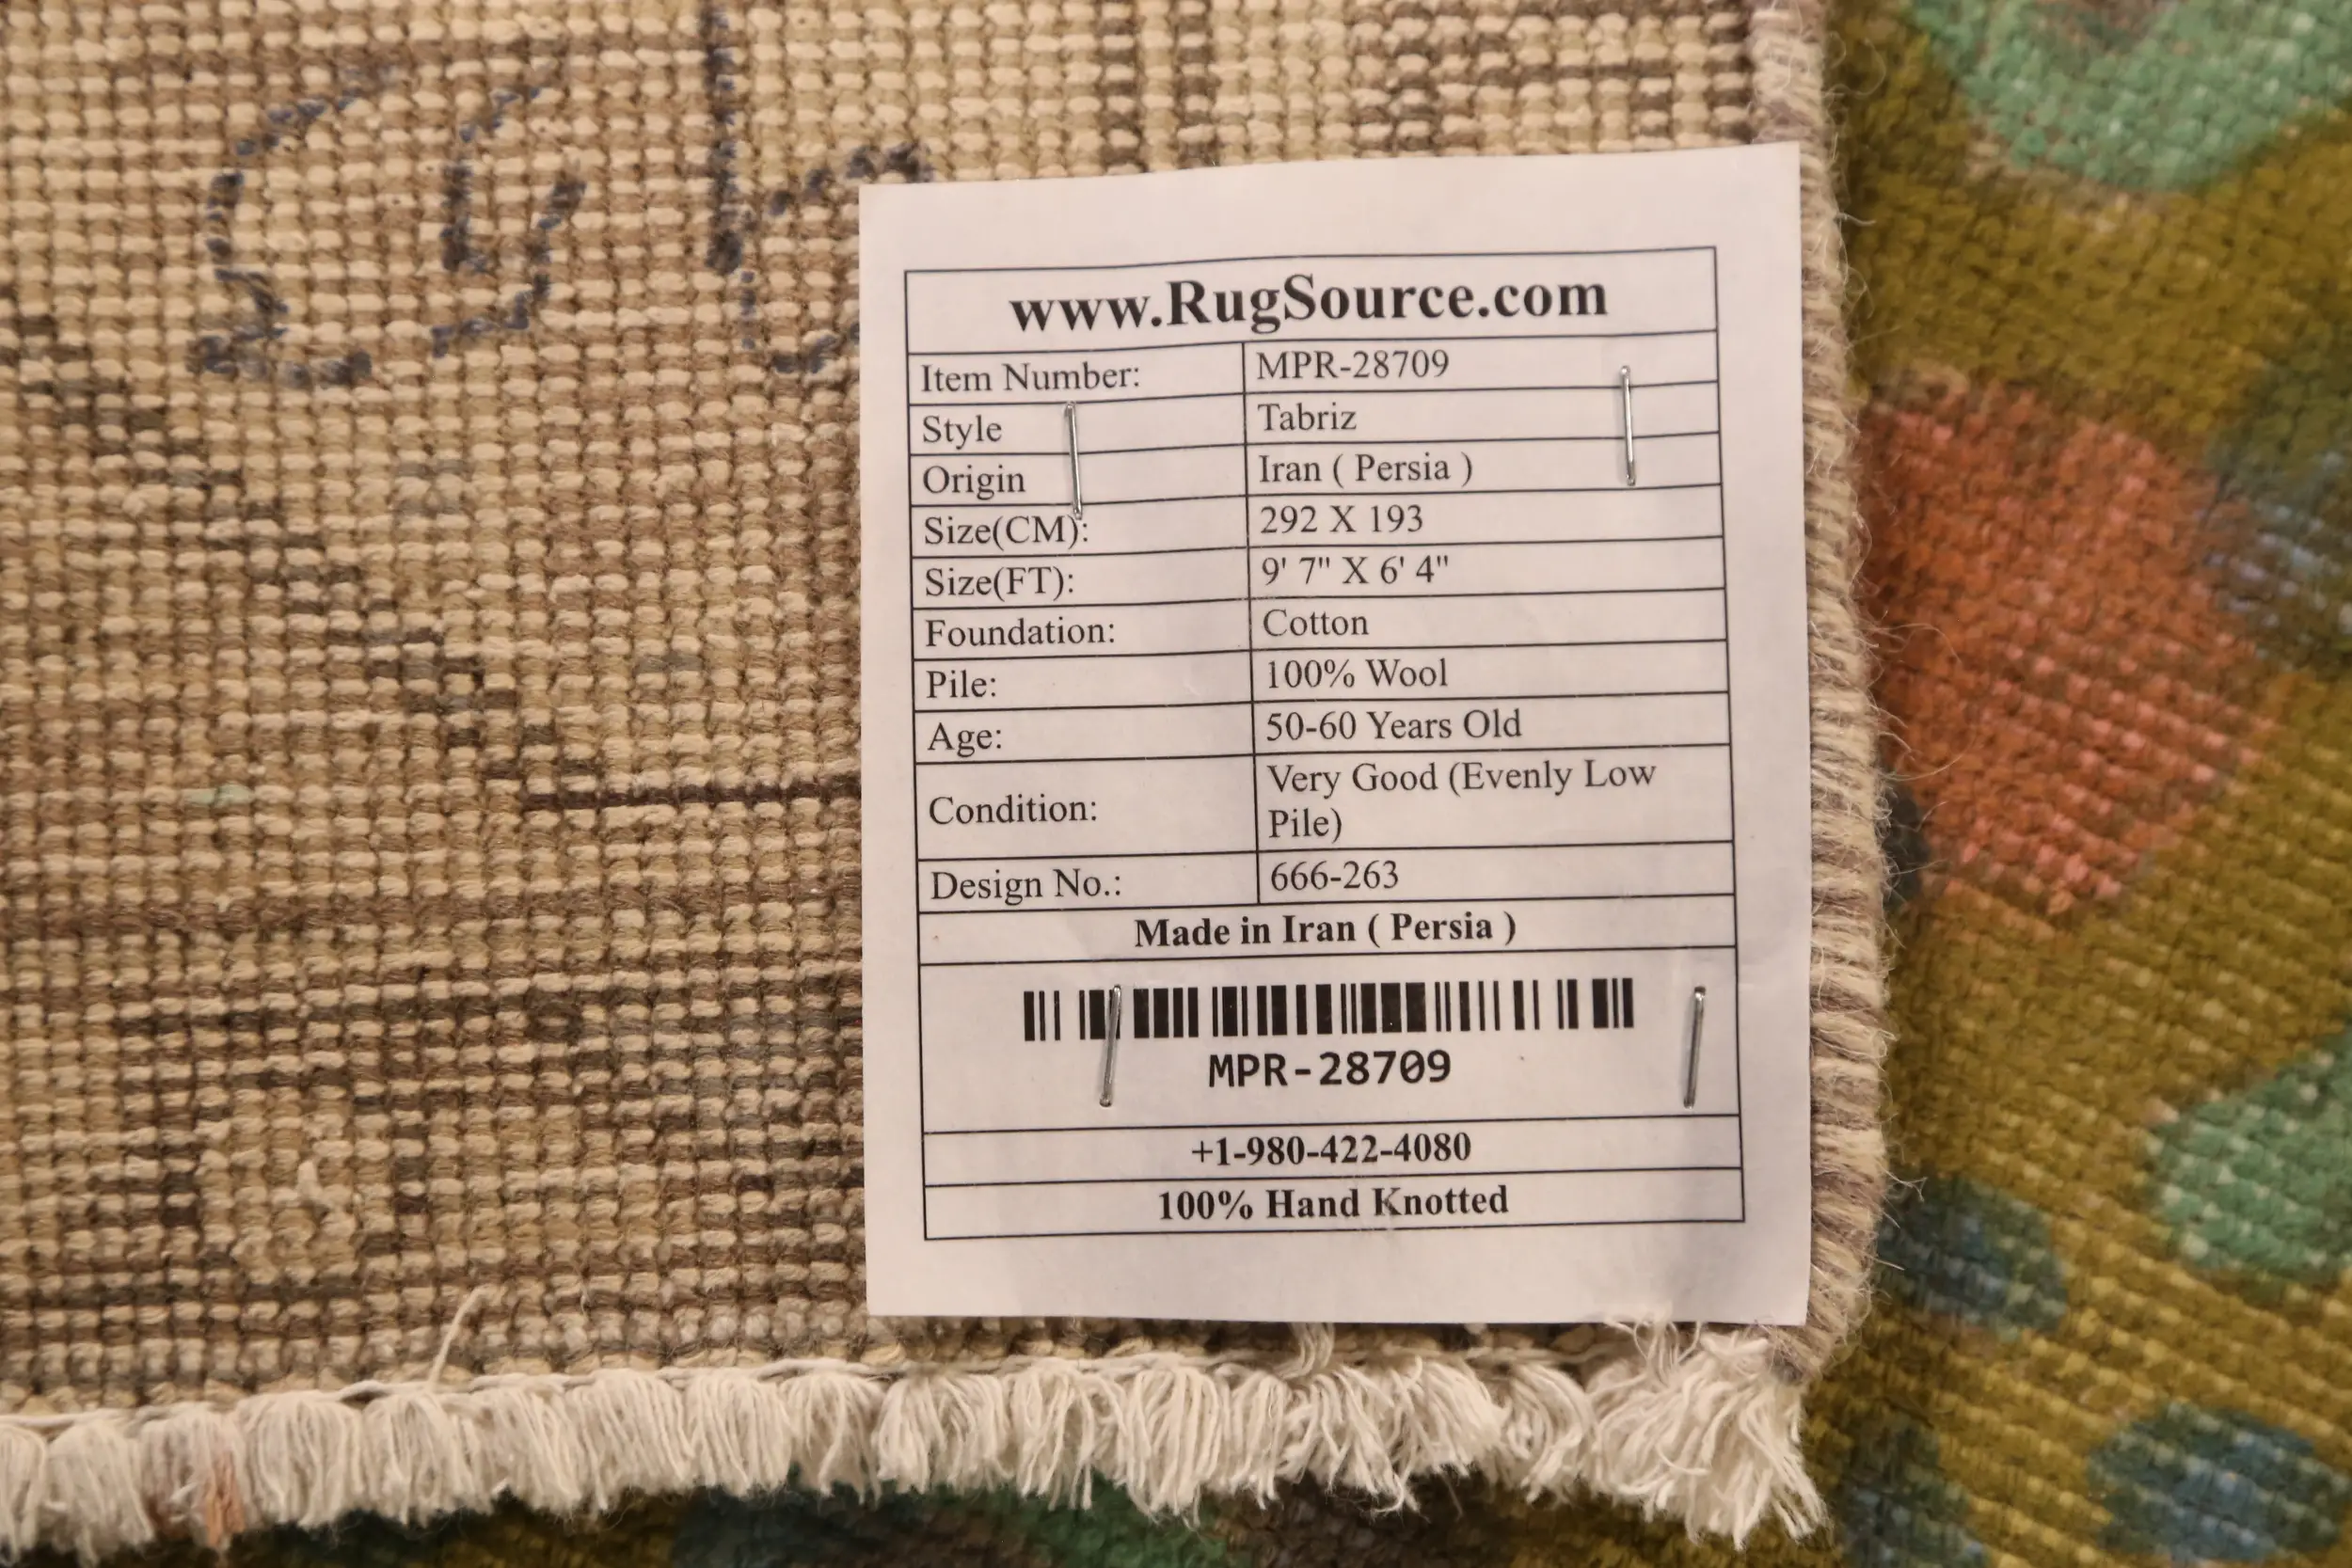 www.RugSource.com
Item Number: MPR-28709
Style Tabriz
Origin Iran ( Persia )
Size(CM): 292 X 193
Size(FT): 9' 7" X 6' 4"
Foundation: Cotton
Pile: 100% Wool
Age: 50-60 Years Old
Condition: Very Good (Evenly Low
Pile)
Design No.: 666-263
Made in Iran ( Persia )
MPR-28709
+1-980-422-4080
100% Hand Knotted